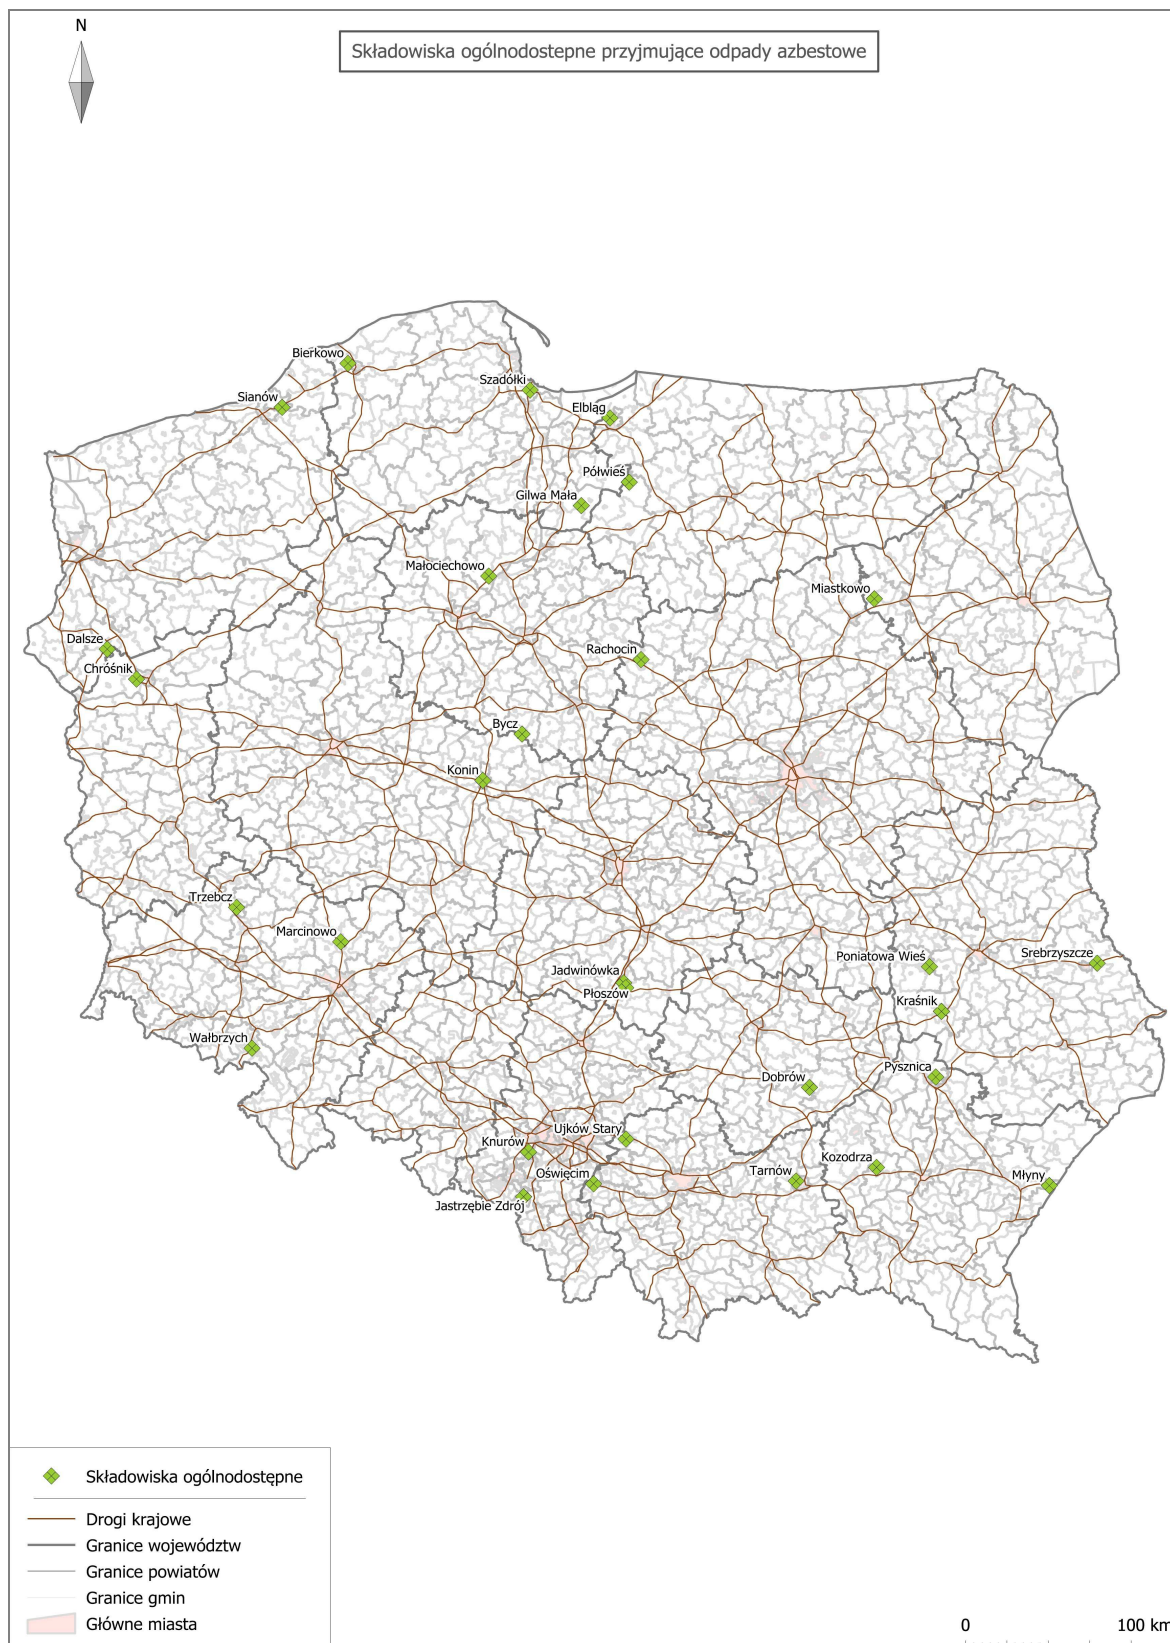 N
Składowiska ogólnodostepne przyjmujące odpady azbestowe
Bierkowo
Sianów
Szadółki
Elbląg
Półwieś
Gilwa Mała
Małociechowo
Miastkowo
Dalsze
Chróśnik
Rachocin
Bycz
Konin
Trzebcz
Marcinowo
Poniatowa Wieś
Srebrzyszcze
Jadwinówka
Płoszów
Kraśnik
Wałbrzych
Pysznica
Dobrów
Ujków Stary
Knurów
Kozodrza
Oświęcim
Tarnów
Młyny
Jastrzębie Zdrój
Składowiska ogólnodostępne
Drogi krajowe
Granice województw
Granice powiatów
Granice gmin
Główne miasta
0 100 km